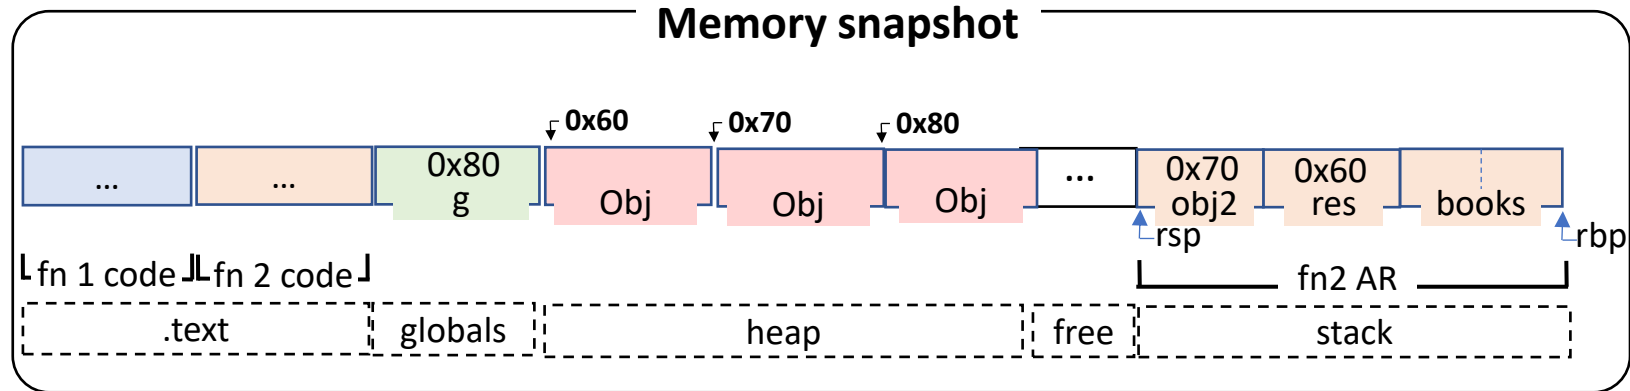 Memory snapshot
0x60 0x70 0x80
... ... 0x80 g Obj Obj Obj ... 0x70 obj2 0x60 res books
rsp rbp
fn 1 code fn 2 code fn2 AR
.text globals heap free stack